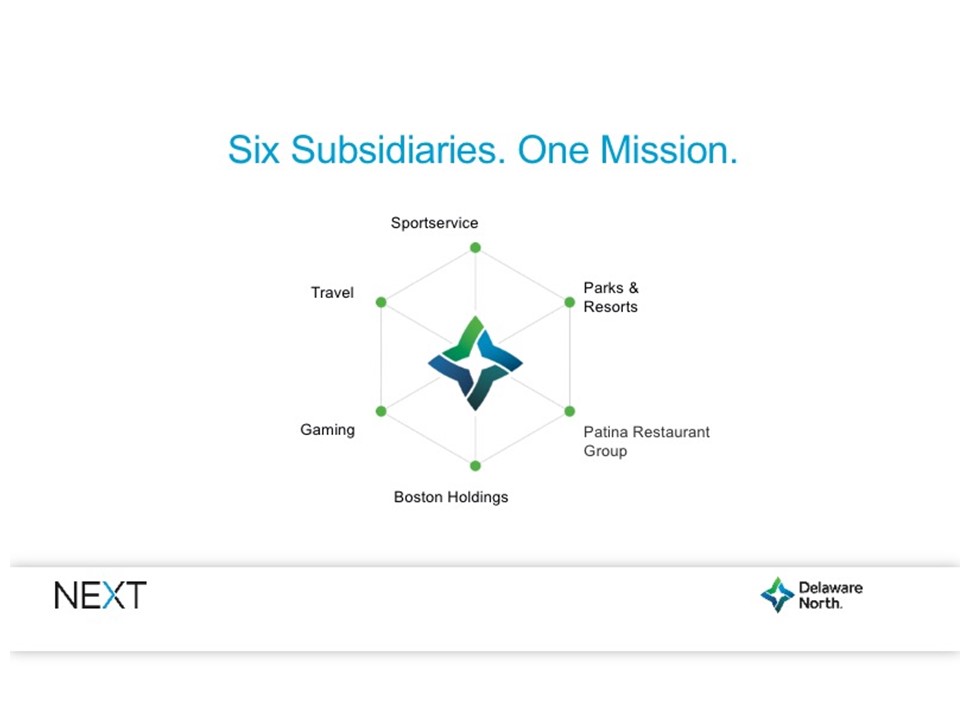 Six Subsidiaries. One Mission.
Sportservice
Travel
Parks &
Resorts
Gaming
Patina Restaurant
Group
Boston Holdings
NEXT
Delaware
North.